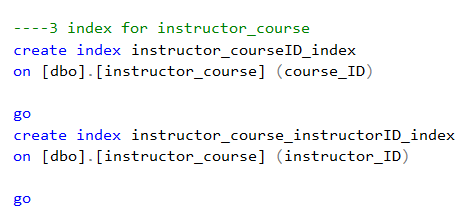 ----3 index for instructor_course
create index instructor_courseID_index
on [dbo].[instructor_course] (course_ID)
go
create index instructor_course_instructorID_index
on [dbo].[instructor_course] (instructor_ID)
go